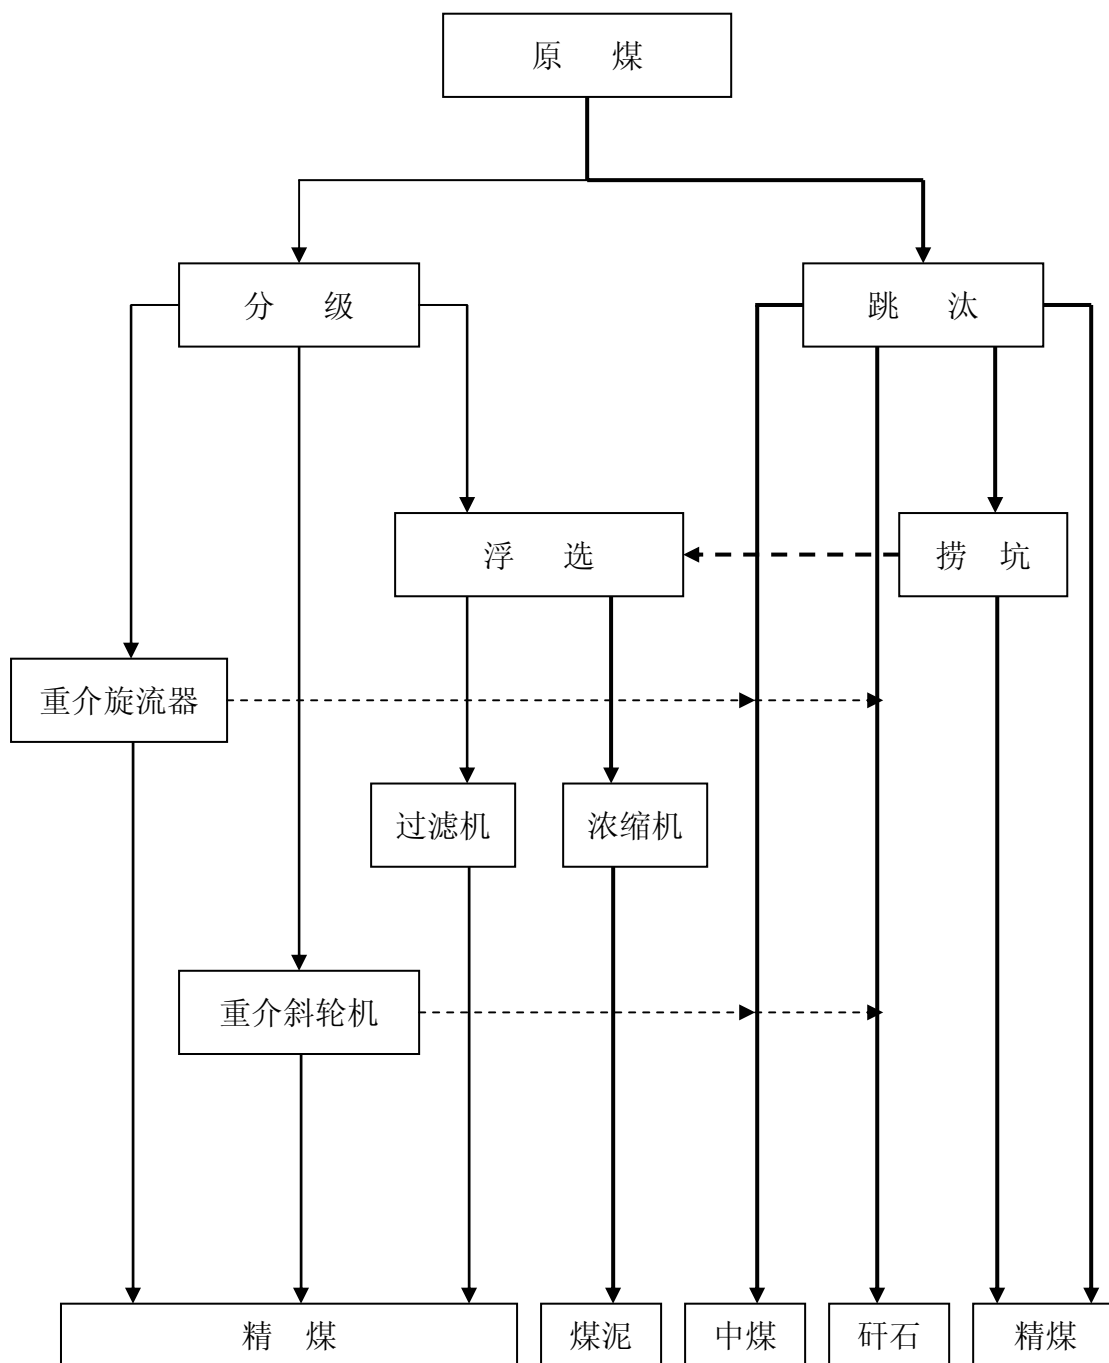 原 煤
分 级
跳 汰
浮 选
捞 坑
重介旋流器
过滤机
浓缩机
重介斜轮机
精 煤
煤泥
中煤
矸石
精煤